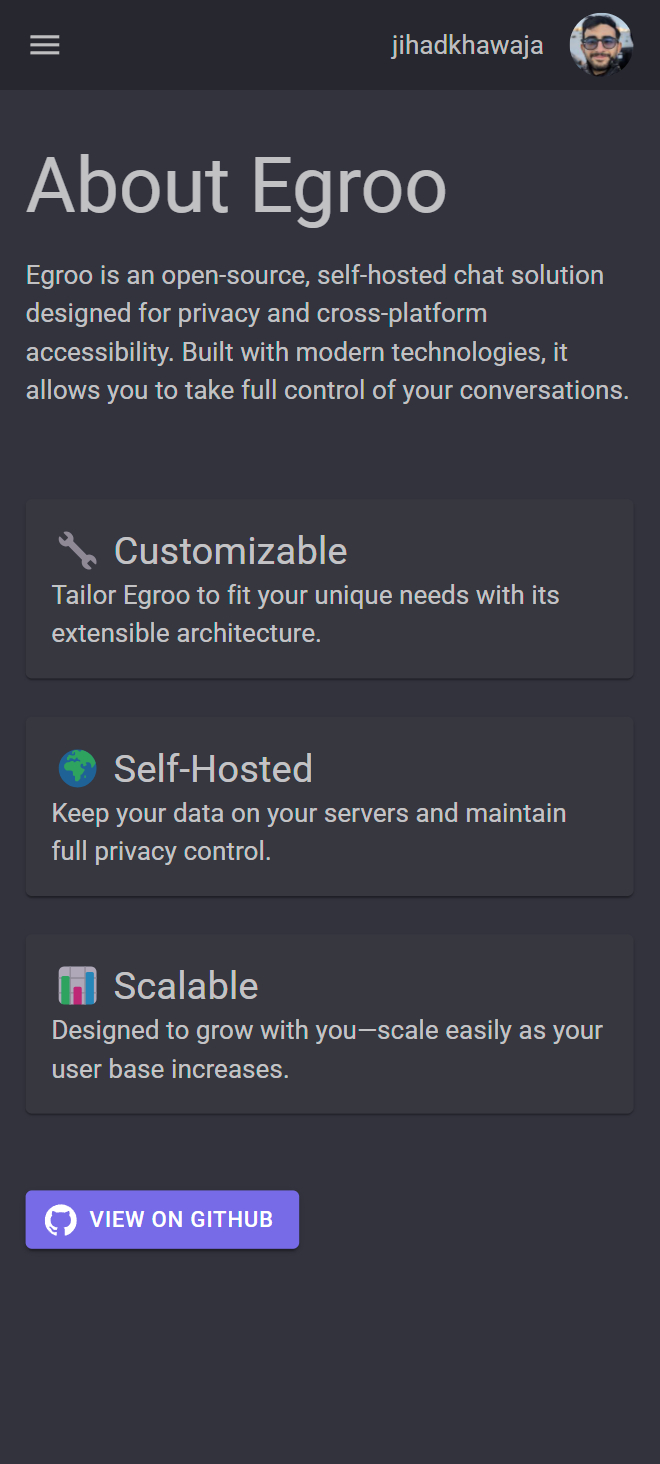 jihadkhawaja
About Egroo
Egroo is an open-source, self-hosted chat solution
designed for privacy and cross-platform
accessibility. Built with modern technologies, it
allows you to take full control of your conversations.
Customizable
Tailor Egroo to fit your unique needs with its
extensible architecture.
Self-Hosted
Keep your data on your servers and maintain
full privacy control.
Scalable
Designed to grow with you—scale easily as your
user base increases.
VIEW ON GITHUB